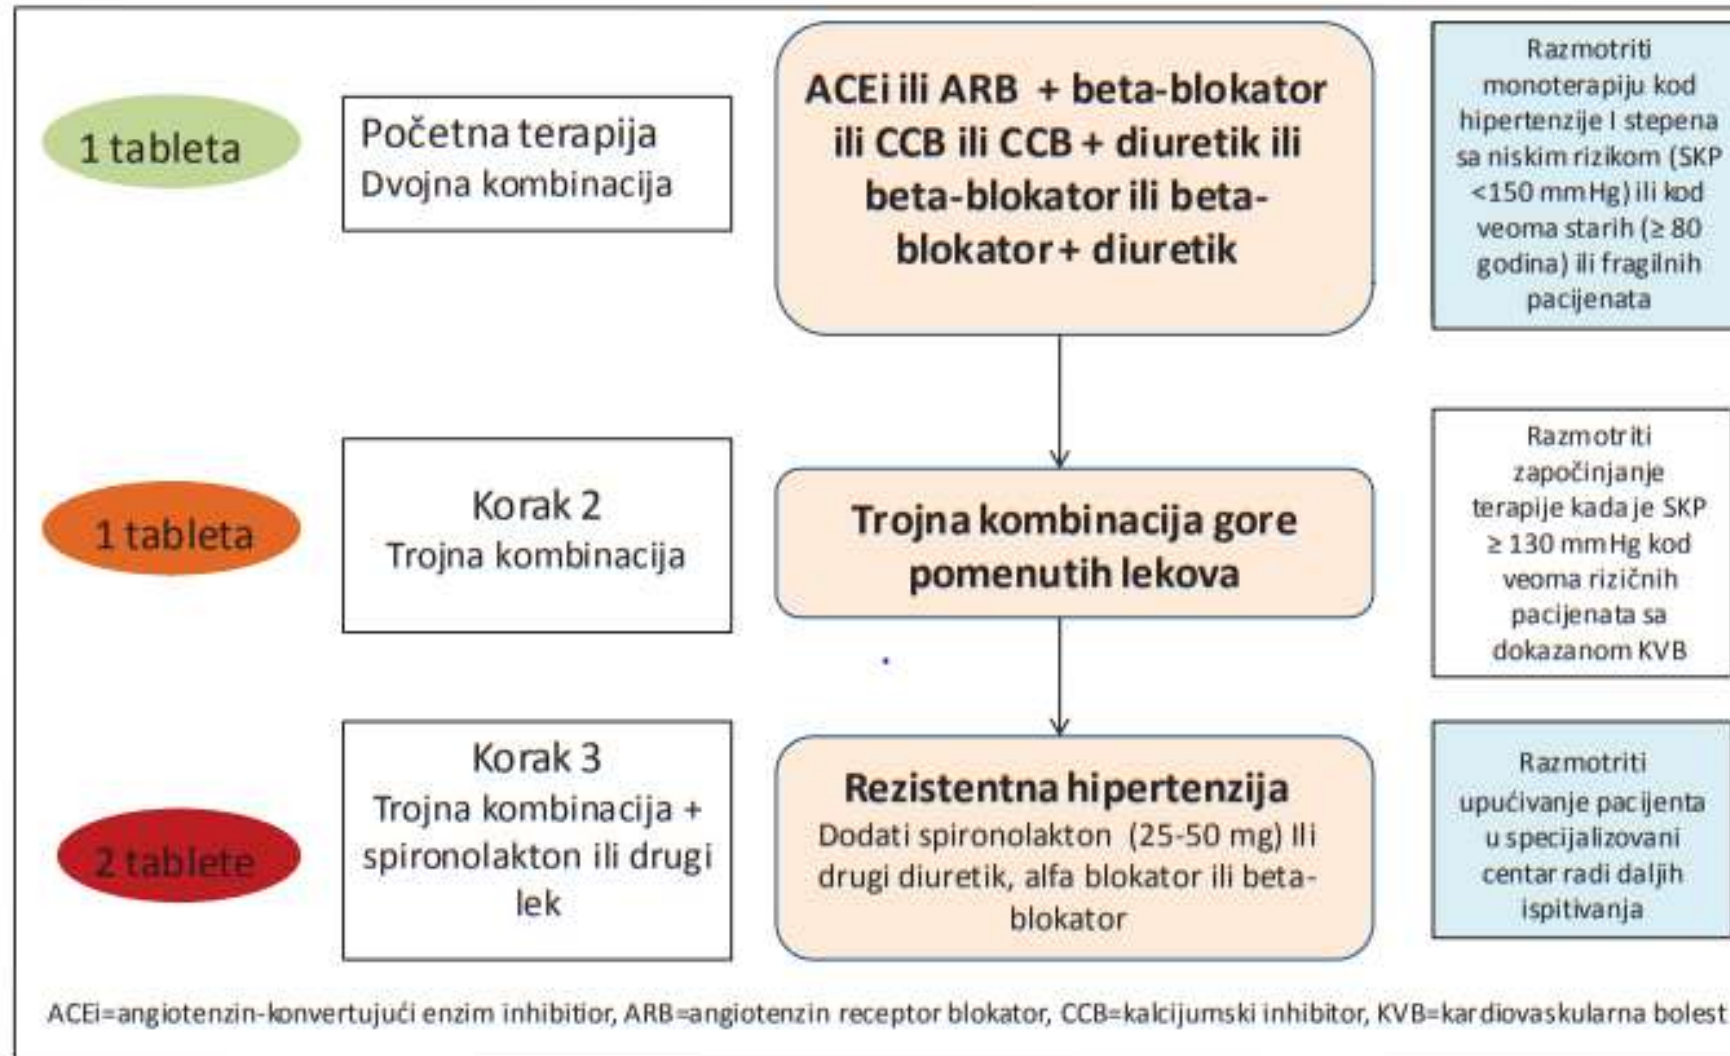 1 tableta
Početna terapija
Dvojna kombinacija
ACEi ili ARB + beta-blokator
ili CCB ili CCB + diuretik ili
beta-blokator ili beta-
blokator + diuretik
Razmotriti
monoterapiju kod
hipertenzije I stepena
sa niskim rizikom (SKP
<150 mmHg) ili kod
veoma starih (≥ 80
godina) ili fragilnih
pacijenata
1 tableta
Korak 2
Trojna kombinacija
Trojna kombinacija gore
pomenutih lekova
Razmotriti
započinjanje
terapije kada je SKP
≥ 130 mmHg kod
veoma rizičnih
pacijenata sa
dokazanom KVB
2 tablete
Korak 3
Trojna kombinacija +
spironolakton ili drugi
lek
Rezistentna hipertenzija
Dodati spironolakton (25-50 mg) Ili
drugi diuretik, alfa blokator ili beta-
blokator
Razmotriti
upućivanje pacijenta
u specijalizovani
centar radi daljih
ispitivanja
ACEi=angiotenzin-konvertujući enzim inhibitior, ARB=angiotenzin receptor blokator, CCB=kalcijumski inhibitor, KVB=kardiovaskularna bolest